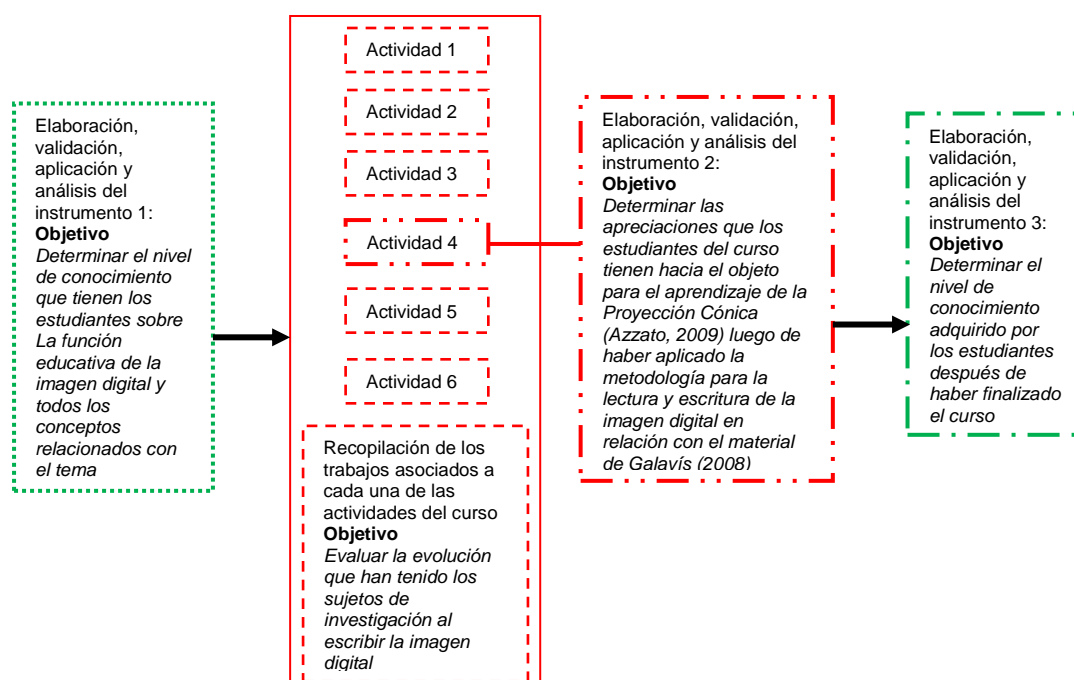 Elaboración,
validación,
aplicación y
análisis del
instrumento 1:
Objetivo
Determinar el nivel
de conocimiento
que tienen los
estudiantes sobre
La función
educativa de la
imagen digital y
todos los
conceptos
relacionados con
el tema
Actividad 1
Actividad 2
Actividad 3
Actividad 4
Actividad 5
Actividad 6
Recopilación de los
trabajos asociados a
cada una de las
actividades del curso
Objetivo
Evaluar la evolución
que han tenido los
sujetos de
investigación al
escribir la imagen
digital
Elaboración, validación,
aplicación y análisis del
instrumento 2:
Objetivo
Determinar las
apreciaciones que los
estudiantes del curso
tienen hacia el objeto
para el aprendizaje de la
Proyección Cónica
(Azzato, 2009) luego de
haber aplicado la
metodología para la
lectura y escritura de la
imagen digital en
relación con el material
de Galavís (2008)
Elaboración,
validación,
aplicación y
análisis del
instrumento 3:
Objetivo
Determinar el
nivel de
conocimiento
adquirido por
los estudiantes
después de
haber finalizado
el curso